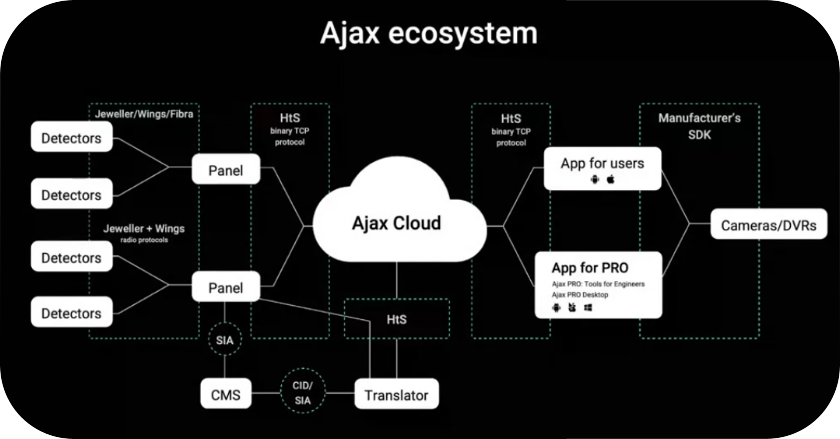 Ajax ecosystem
Jeweller/Wings/Fibra
HtS
binary TCP
protocol
HtS
binary TCP
protocol
Manufacturer's
SDK
Detectors
Detectors
Panel
Jeweller + Wings
radio protocols
Detectors
Detectors
Panel
Ajax Cloud
App for users
App for PRO
Ajax PRO: Tools for Engineers
Ajax PRO Desktop
Cameras/DVRs
HtS
SIA
CMS
CID/
SIA
Translator